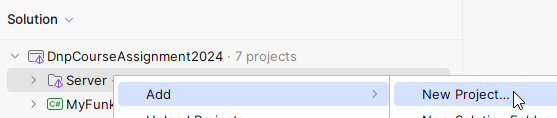 Solution
DnpCourseAssignment2024 · 7 projects
Server
Add
New Project...
C# MyFunk